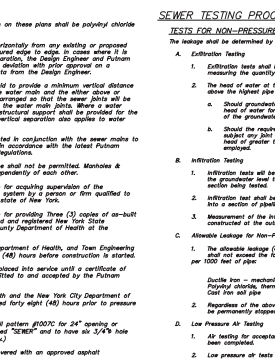 n on these plans shall be polyvinyl chloride
orizontally from any existing or proposed
ured edge to edge. In cases where it is
aration, the Design Engineer and Putnam
deviation with prior approval on a
ta from the Design Engineer.
id to provide a minimum vertical distance
e water main and the either above or
arranged so that the sewer joints will be
the water main joints. Where a water
structural support shall be provided for the
vertical separation also applies to water
ted in conjunction with the sewer mains to
in accordance with the latest Putnam
egulations.
e shall not be permitted. Manholes &
pendently of each other.
for acquiring supervision of the
system by a person or firm qualified to
state of New York.
for providing Three (3) copies of as-built
d and registered New York State
unty Department of Health at the
epartment of Health, and Town Engineering
(48) hours before construction is started.
placed into service until a certificate of
itted to and accepted by the Putnam
th and the New York City Department of
ed forty eight (48) hours prior to pressure
ll pattern #1007C for 24" opening or
ed "SEWER" and to have six 3/4"ø hole
.)
vered with an approved asphalt
SEWER TESTING PROC
TESTS FOR NON-PRESSURE
The leakage shall be determined by
A. Exfiltration Testing
1. Exfiltration tests shall
measuring the quantity
2. The head of water at
above the highest pipe
a. Should groundwate
head of water for
of the groundwate
b. Should the require
subject any joint
head of greater t
employed.
B. Infiltration Testing
1. Infiltration tests will be
the groundwater level
section being tested.
2. Infiltration test shall be
into a section of pipeli
3. Measurement of the in
constructed at the out
C. Allowable Leakage for Non-P
1. The allowable leakage (
shall not exceed the fo
per 1000 feet of pipe:
Ductile Iron – mechani
Polyvinyl chloride, therm
Cast Iron soil pipe
2. Regardless of the abov
be permanently stopped
D. Low Pressure Air Testing
1. Air testing for acceptan
been completed.
2. Low pressure air tests